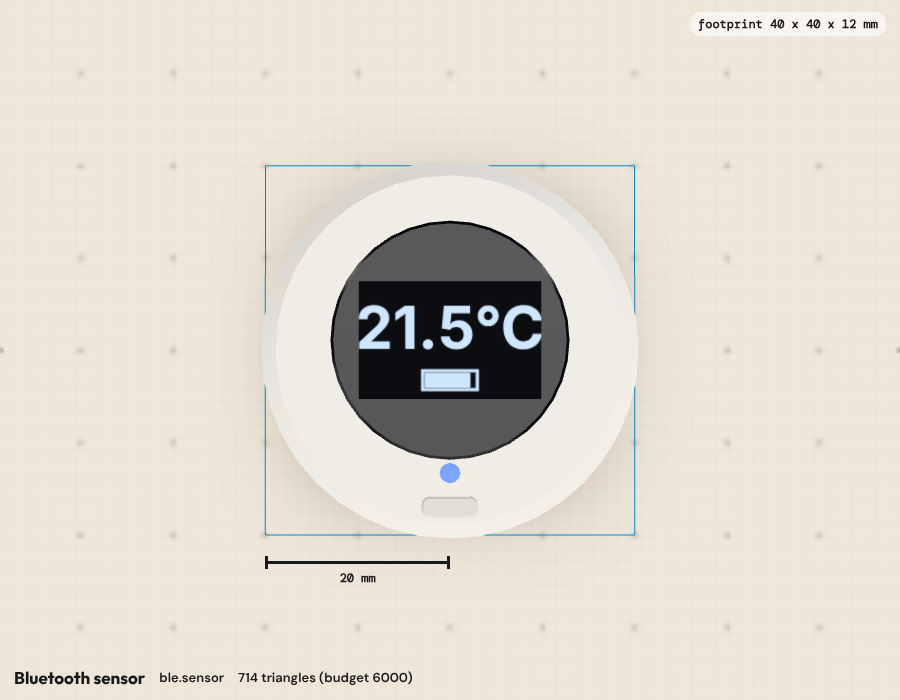 footprint 40 x 40 x 12 mm
21.5°C
20 mm
Bluetooth sensor ble.sensor 714 triangles (budget 6000)